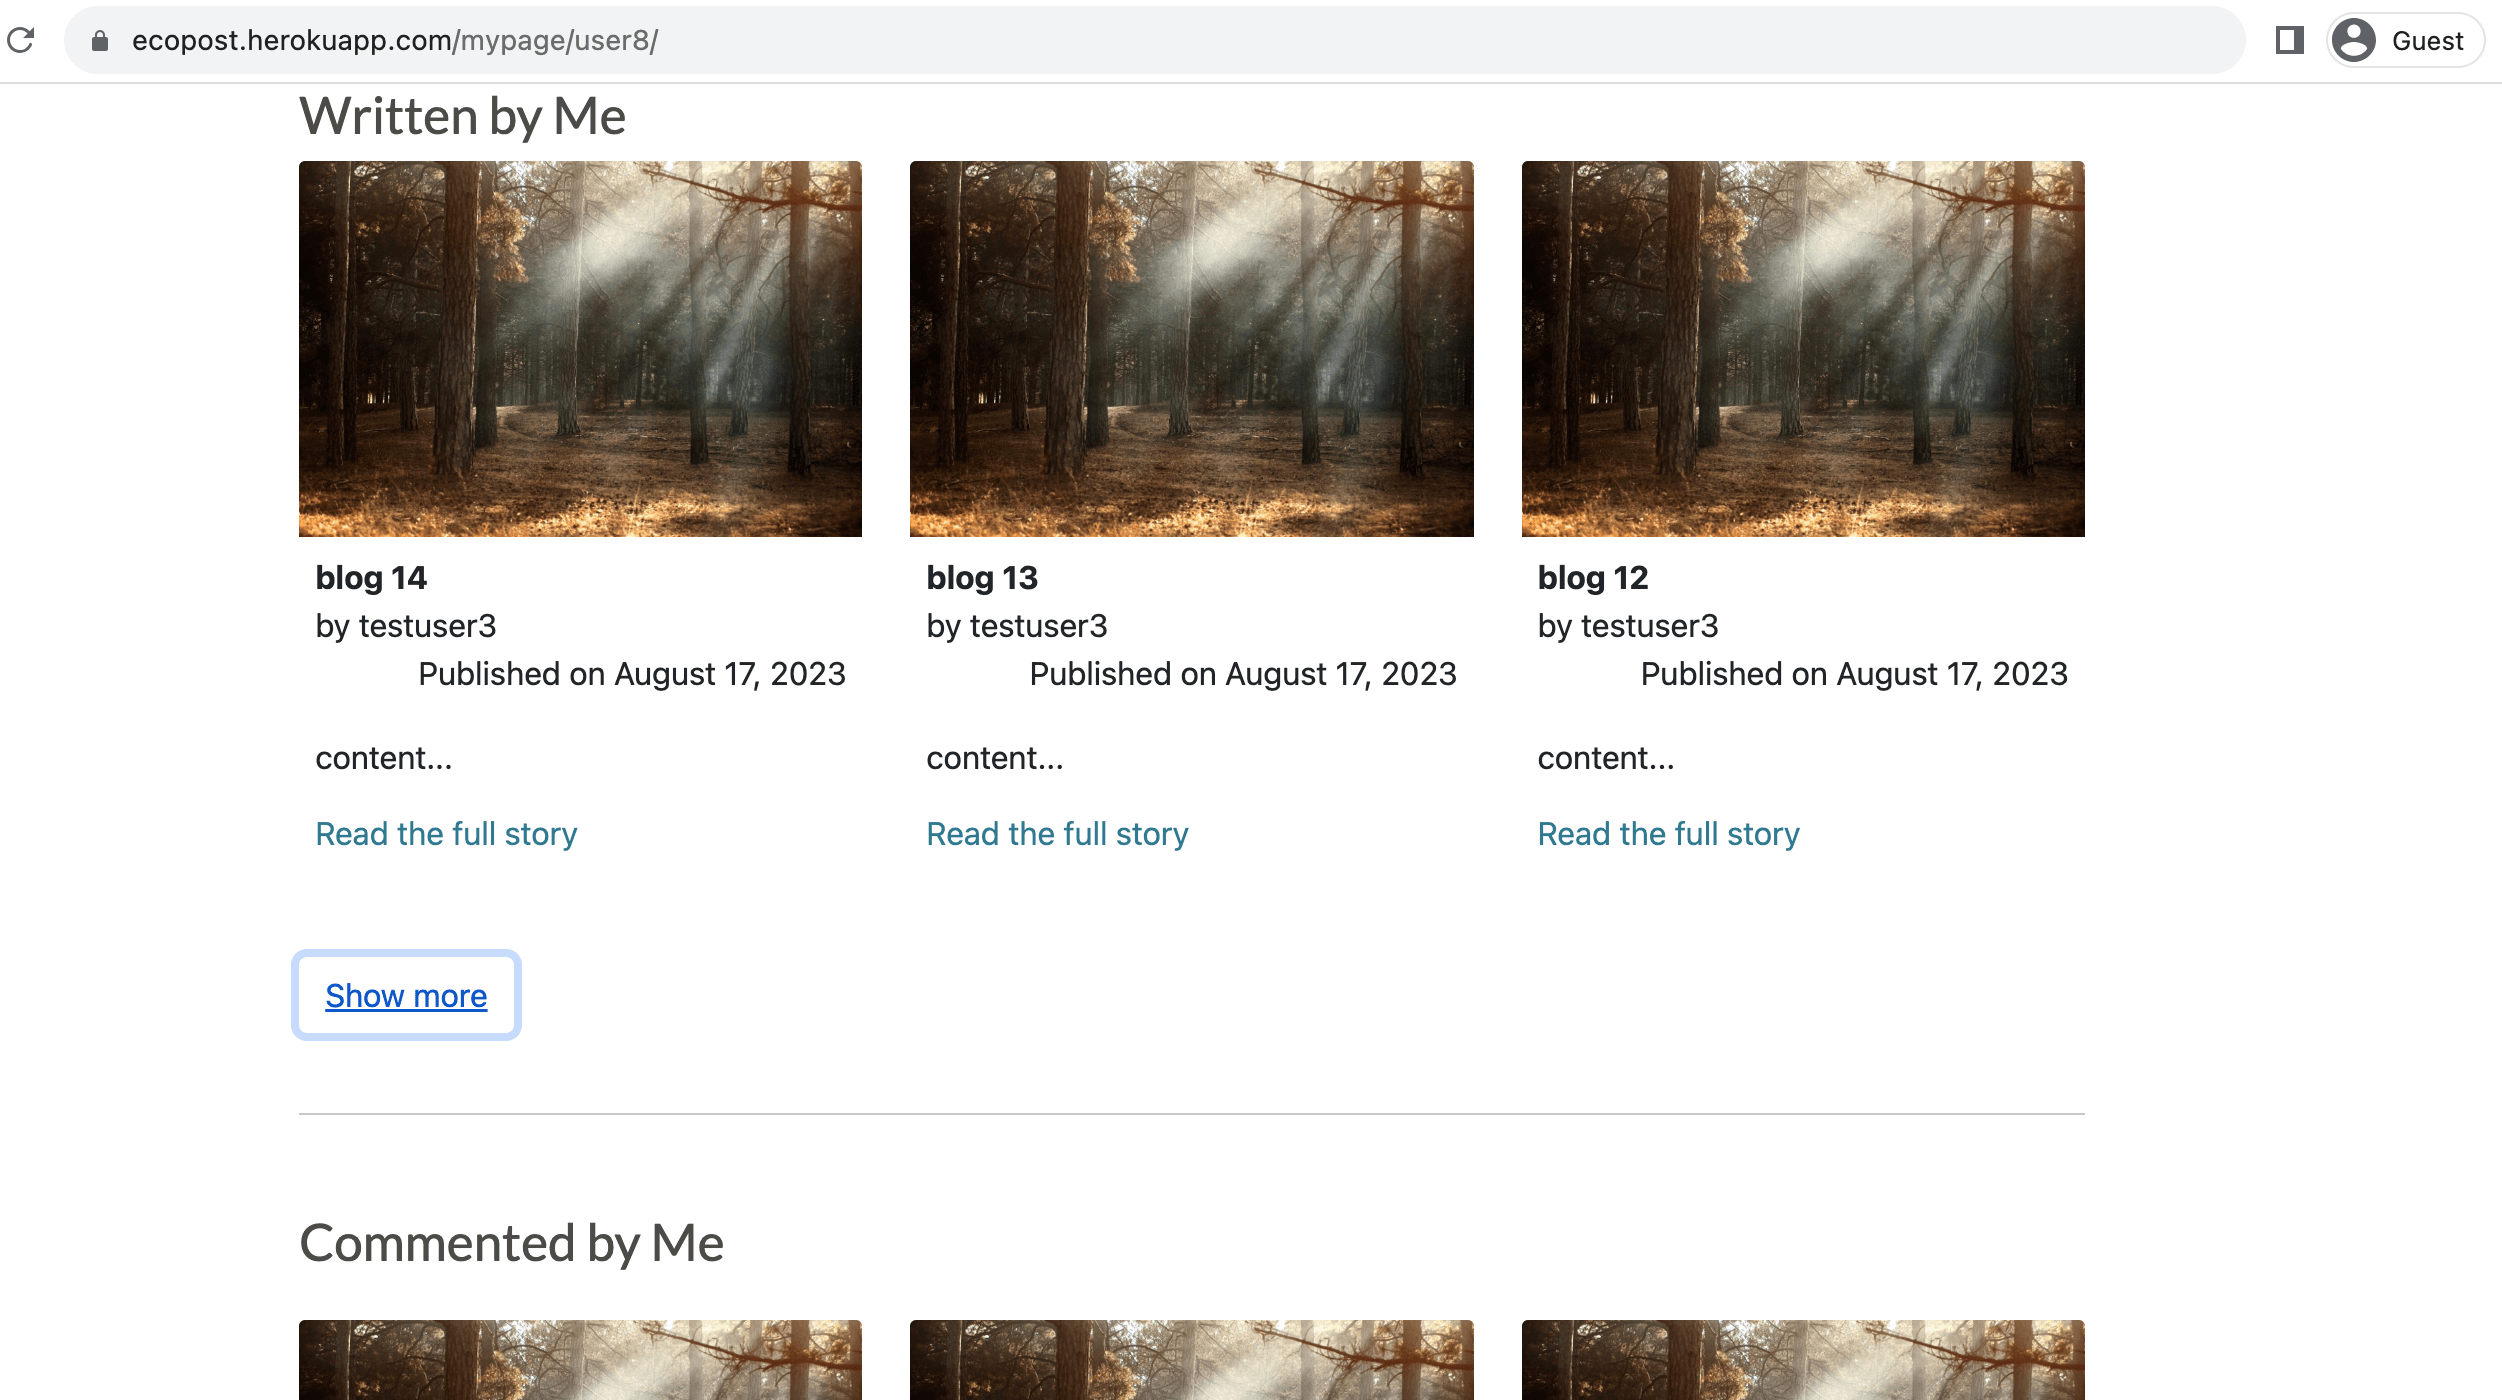 ecopost.herokuapp.com/mypage/user8/
Guest
Written by Me
blog 14
by testuser3
Published on August 17, 2023
content...
Read the full story
blog 13
by testuser3
Published on August 17, 2023
content...
Read the full story
blog 12
by testuser3
Published on August 17, 2023
content...
Read the full story
Show more
Commented by Me